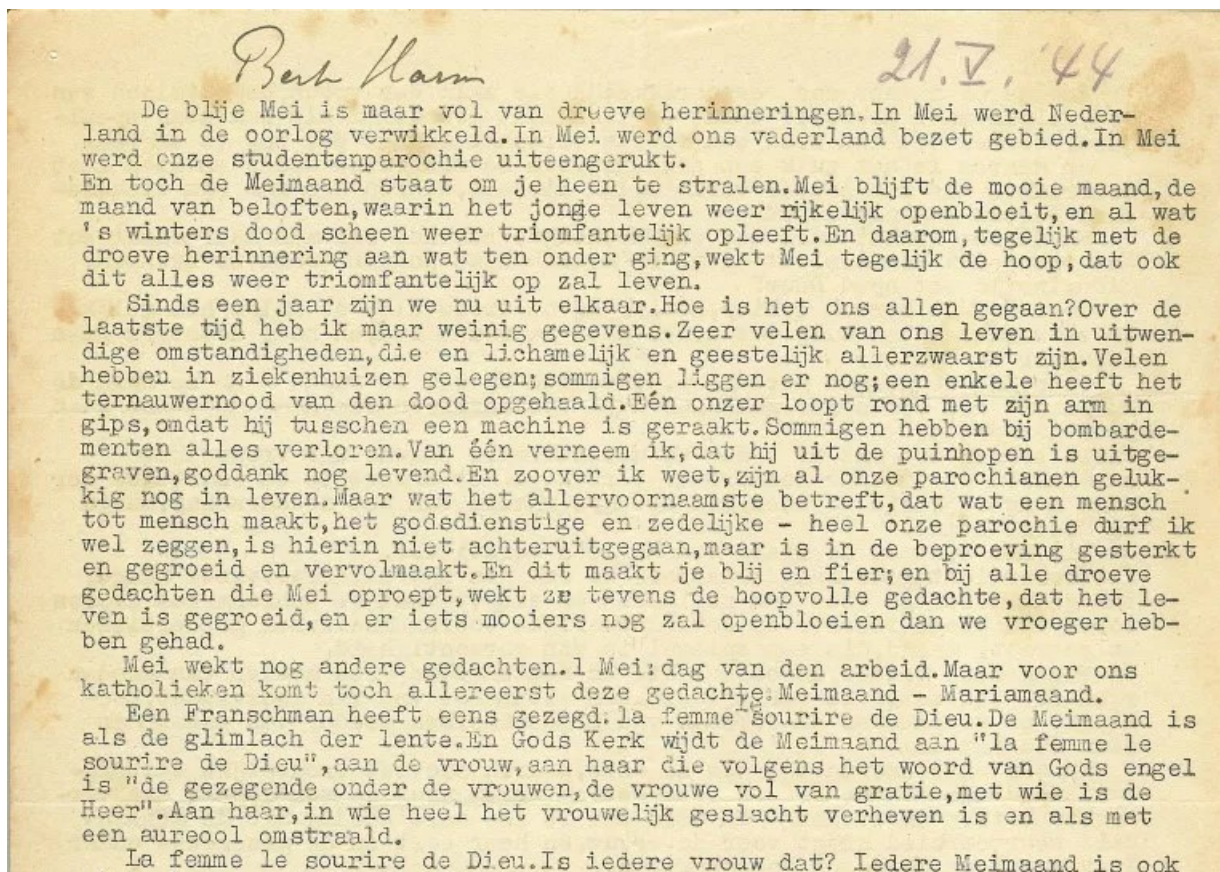 Bert Harm 21.V.'44
De blije Mei is maar vol van droeve herinneringen.In Mei werd Neder-
land in de oorlog verwikkeld.In Mei werd ons vaderland bezet gebied.In Mei
werd onze studentenparochie uiteengerukt.
En toch de Meimaand staat om je heen te stralen.Mei blijft de mooie maand,de
maand van beloften,waarin het jonge leven weer rijkelijk openbloeit,en al wat
's winters dood scheen weer triomfantelijk opleeft.En daarom,tegelijk met de
droeve herinnering aan wat ten onder ging,wekt Mei tegelijk de hoop,dat ook
dit alles weer triomfantelijk op zal leven.
Sinds een jaar zijn we nu uit elkaar.Hoe is het ons allen gegaan?Over de
laatste tijd heb ik maar weinig gegevens.Zeer velen van ons leven in uitwen-
dige omstandigheden,die en lichamelijk en geestelijk allerzwaarst zijn.Velen
hebben in ziekenhuizen gelegen;sommigen liggen er nog;een enkele heeft het
ternauwernood van den dood opgehaald.Eén onzer loopt rond met zijn arm in
gips,omdat hij tusschen een machine is geraakt.Sommigen hebben bij bombarde-
menten alles verloren.Van één verneem ik,dat hij uit de puinhopen is uitge-
graven,goddank nog levend.En zoover ik weet,zijn al onze parochianen geluk-
kig nog in leven.Maar wat het allervoornaamste betreft,dat wat een mensch
tot mensch maakt,het godsdienstige en zedelijke - heel onze parochie durf ik
wel zeggen,is hierin niet achteruitgegaan,maar is in de beproeving gesterkt
en gegroeid en vervolmaakt.En dit maakt je blij en fier;en bij alle droeve
gedachten die Mei oproept,wekt ze tevens de hoopvolle gedachte,dat het le-
ven is gegroeid,en er iets mooiers nog zal openbloeien dan we vroeger heb-
ben gehad.
Mei wekt nog andere gedachten.1 Mei:dag van den arbeid.Maar voor ons
katholieken komt toch allereerst deze gedachte:Meimaand - Mariamaand.
Een Franschman heeft eens gezegd:la femme le sourire de Dieu.De Meimaand is
als de glimlach der lente.En Gods Kerk wijdt de Meimaand aan "la femme le
sourire de Dieu",aan de vrouw,aan haar die volgens het woord van Gods engel
is "de gezegende onder de vrouwen,de vrouwe vol van gratie,met wie is de
Heer".Aan haar,in wie heel het vrouwelijk geslacht verheven is en als met
een aureool omstraald.
La femme le sourire de Dieu.Is iedere vrouw dat? Iedere Meimaand is ook